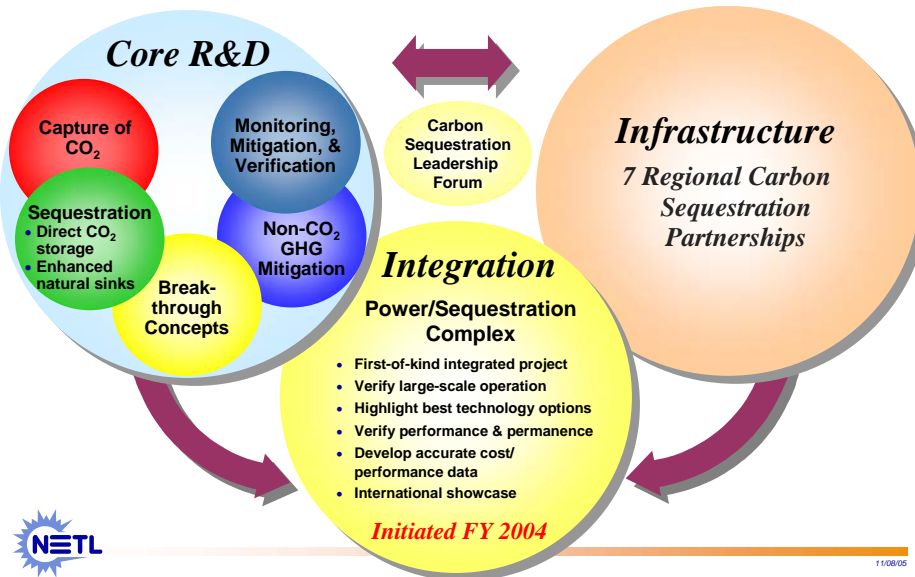 Core R&D
Capture of
CO₂
Monitoring,
Mitigation, &
Verification
Sequestration
• Direct CO₂
storage
• Enhanced
natural sinks
Break-
through
Concepts
Non-CO₂
GHG
Mitigation
Carbon
Sequestration
Leadership
Forum
Infrastructure
7 Regional Carbon
Sequestration
Partnerships
Integration
Power/Sequestration
Complex
• First-of-kind integrated project
• Verify large-scale operation
• Highlight best technology options
• Verify performance & permanence
• Develop accurate cost/
performance data
• International showcase
Initiated FY 2004
NETL
11/08/05